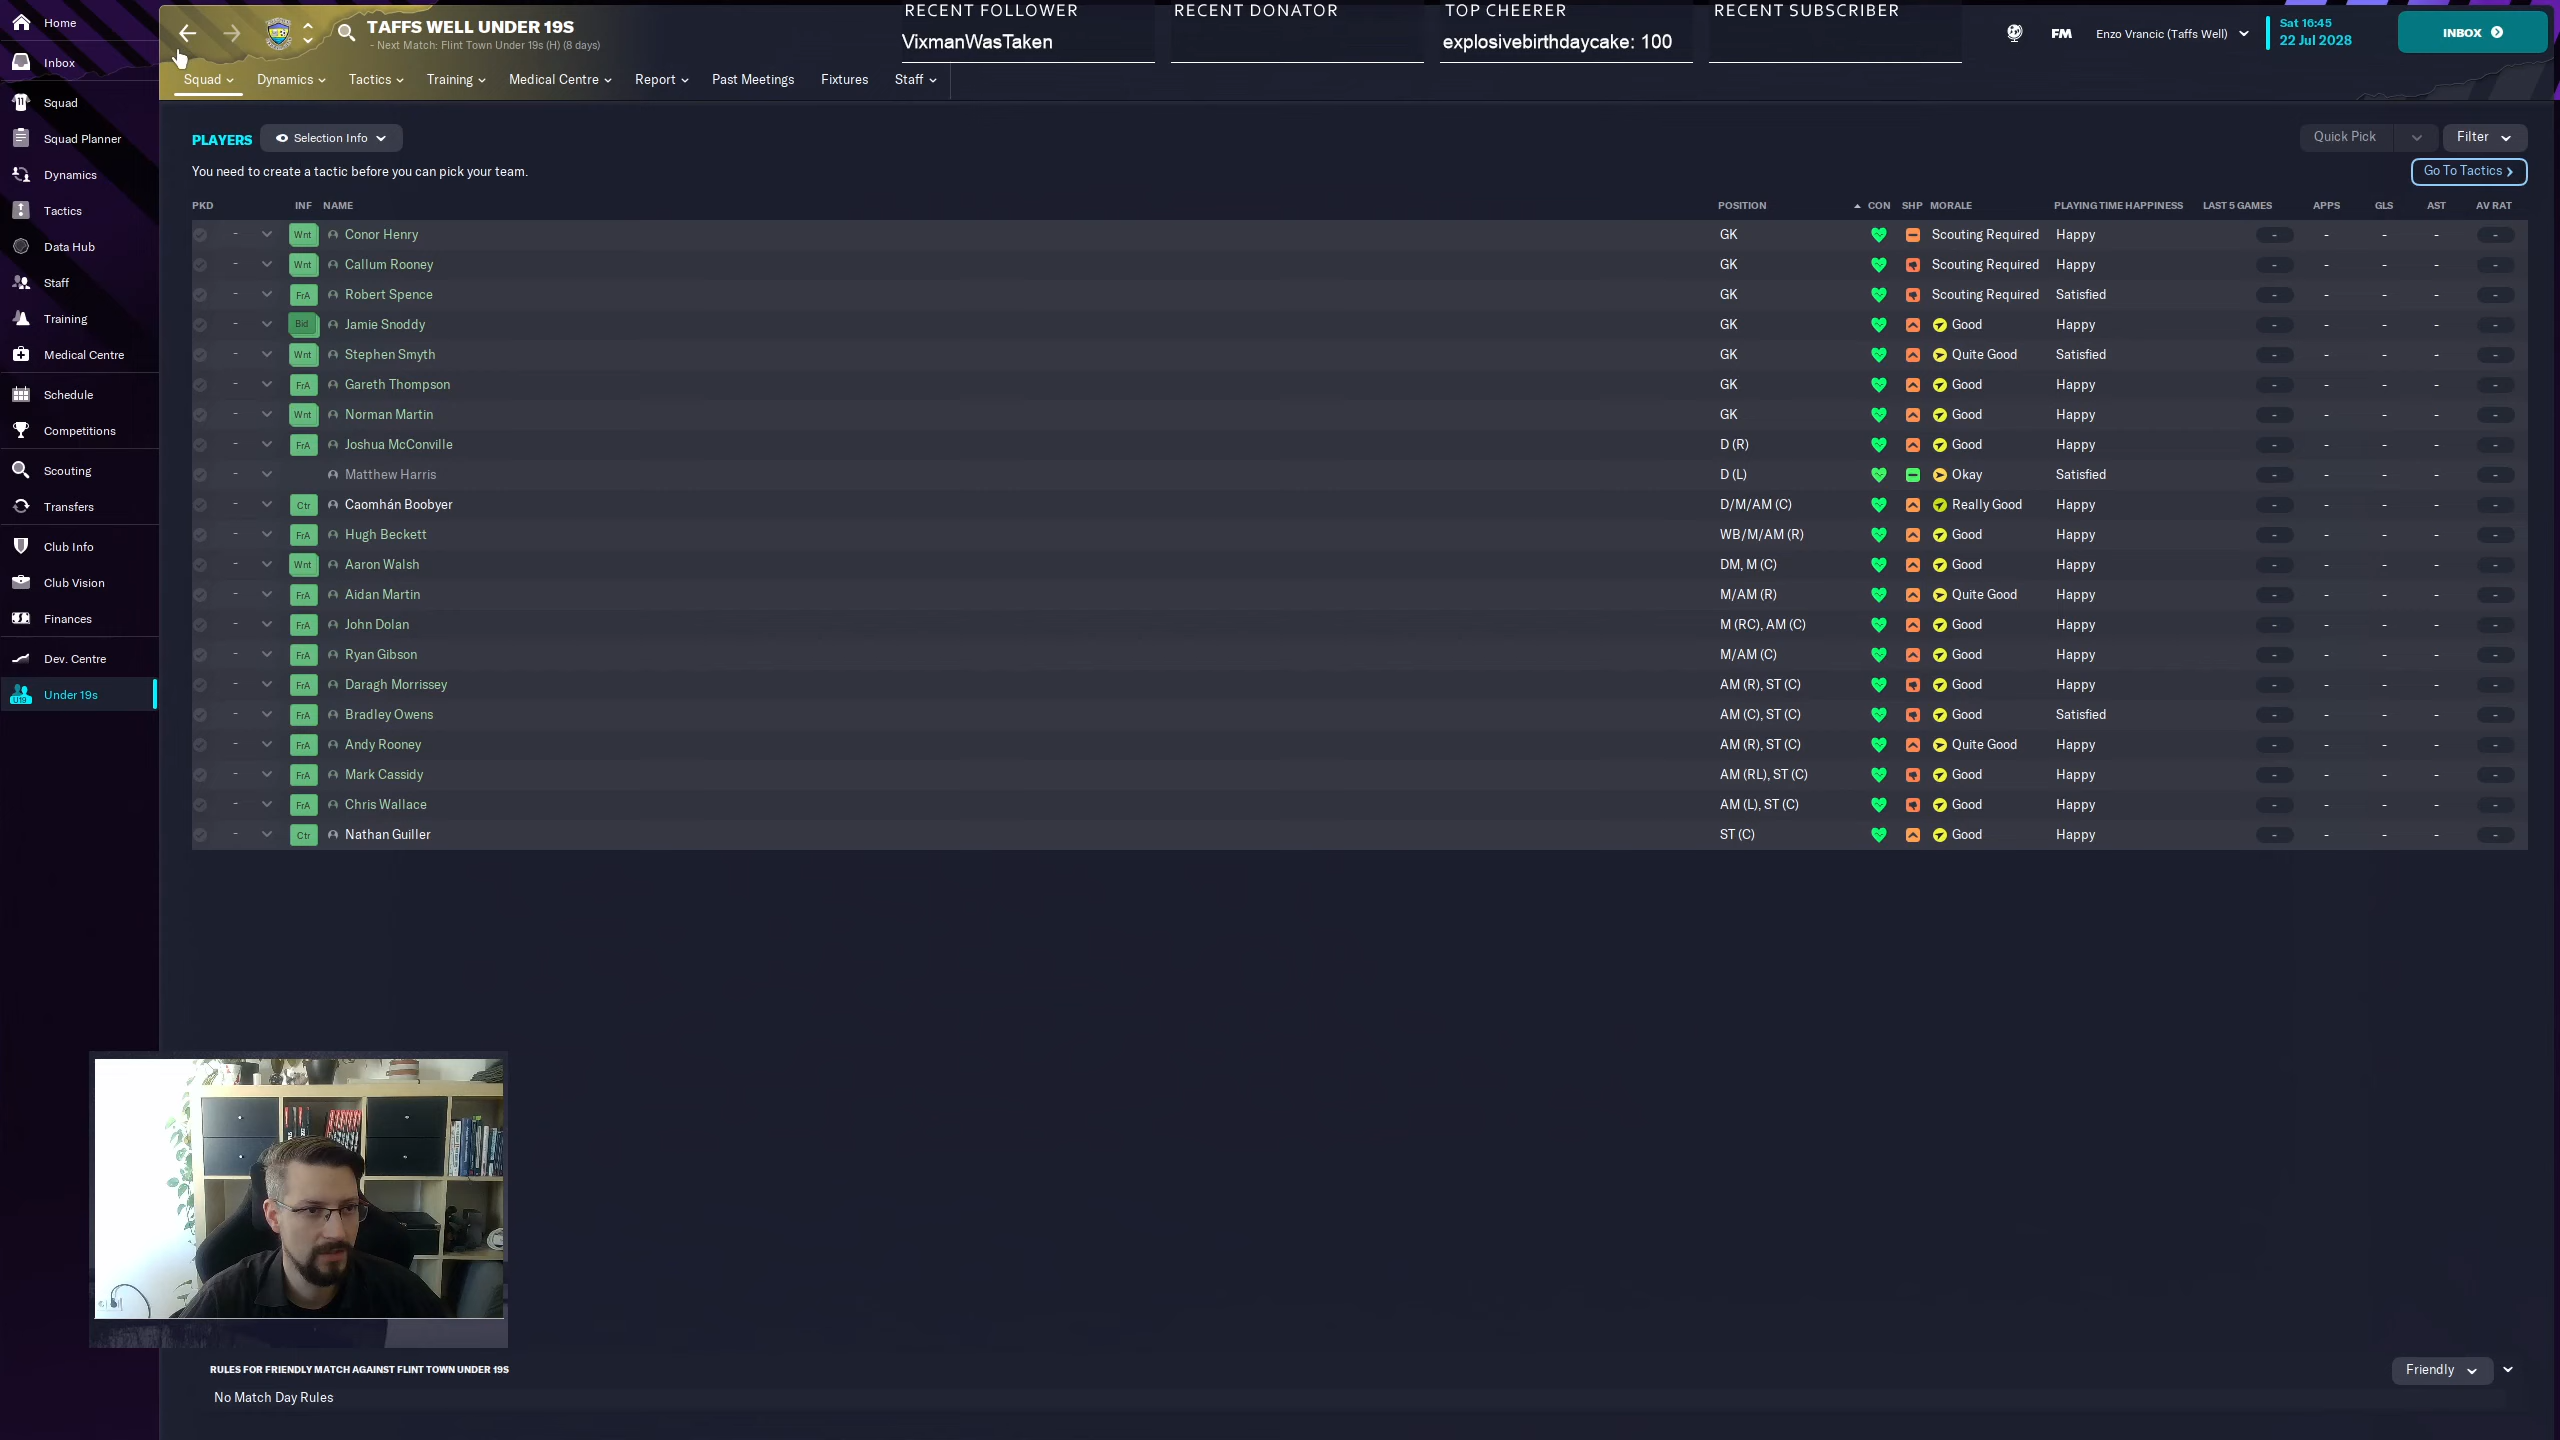 Home
Inbox
Squad
Squad Planner
Dynamics
Tactics
Data Hub
Staff
Training
Medical Centre
Schedule
Competitions
Scouting
Transfers
Club Info
Club Vision
Finances
Dev. Centre
Under 19s
TAFFS WELL UNDER 19S
- Next Match: Flint Town Under 19s (H) (8 days)
RECENT FOLLOWER
VixmanWasTaken
RECENT DONATOR
TOP CHEERER
explosivebirthdaycake: 100
RECENT SUBSCRIBER
FM
Enzo Vrancic (Taffs Well)
Sat 16:45
22 Jul 2028
INBOX
Squad Dynamics Tactics Training Medical Centre Report Past Meetings Fixtures Staff
PLAYERS Selection Info
Quick Pick Filter
You need to create a tactic before you can pick your team.
Go To Tactics
PKD INF NAME POSITION CON SHP MORALE PLAYING TIME HAPPINESS LAST 5 GAMES APPS GLS AST AV RAT
- Wnt Conor Henry GK Scouting Required Happy - - - - -
- Wnt Callum Rooney GK Scouting Required Happy - - - - -
- FrA Robert Spence GK Scouting Required Satisfied - - - - -
- Bid Jamie Snoddy GK Good Happy - - - - -
- Wnt Stephen Smyth GK Quite Good Satisfied - - - - -
- FrA Gareth Thompson GK Good Happy - - - - -
- Wnt Norman Martin GK Good Happy - - - - -
- FrA Joshua McConville D (R) Good Happy - - - - -
- Matthew Harris D (L) Okay Satisfied - - - - -
- Ctr Caomhán Boobyer D/M/AM (C) Really Good Happy - - - - -
- FrA Hugh Beckett WB/M/AM (R) Good Happy - - - - -
- Wnt Aaron Walsh DM, M (C) Good Happy - - - - -
- FrA Aidan Martin M/AM (R) Quite Good Happy - - - - -
- FrA John Dolan M (RC), AM (C) Good Happy - - - - -
- FrA Ryan Gibson M/AM (C) Good Happy - - - - -
- FrA Daragh Morrissey AM (R), ST (C) Good Happy - - - - -
- FrA Bradley Owens AM (C), ST (C) Good Satisfied - - - - -
- FrA Andy Rooney AM (R), ST (C) Quite Good Happy - - - - -
- FrA Mark Cassidy AM (RL), ST (C) Good Happy - - - - -
- FrA Chris Wallace AM (L), ST (C) Good Happy - - - - -
- Ctr Nathan Guiller ST (C) Good Happy - - - - -
RULES FOR FRIENDLY MATCH AGAINST FLINT TOWN UNDER 19S
Friendly
No Match Day Rules